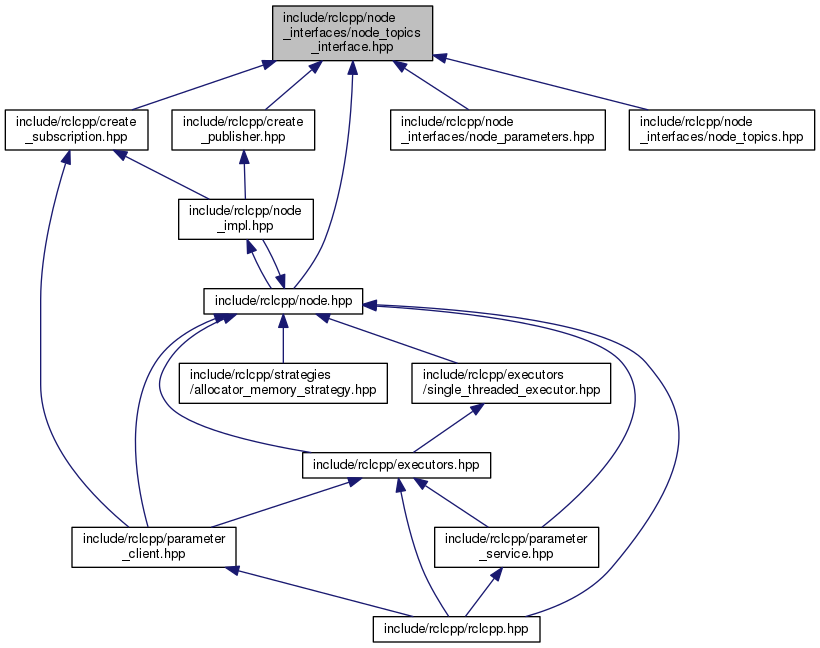 include/rclcpp/node
_interfaces/node_topics
_interface.hpp
include/rclcpp/create
_subscription.hpp
include/rclcpp/create
_publisher.hpp
include/rclcpp/node
_interfaces/node_parameters.hpp
include/rclcpp/node
_interfaces/node_topics.hpp
include/rclcpp/node
_impl.hpp
include/rclcpp/node.hpp
include/rclcpp/strategies
/allocator_memory_strategy.hpp
include/rclcpp/executors
/single_threaded_executor.hpp
include/rclcpp/executors.hpp
include/rclcpp/parameter
_client.hpp
include/rclcpp/parameter
_service.hpp
include/rclcpp/rclcpp.hpp